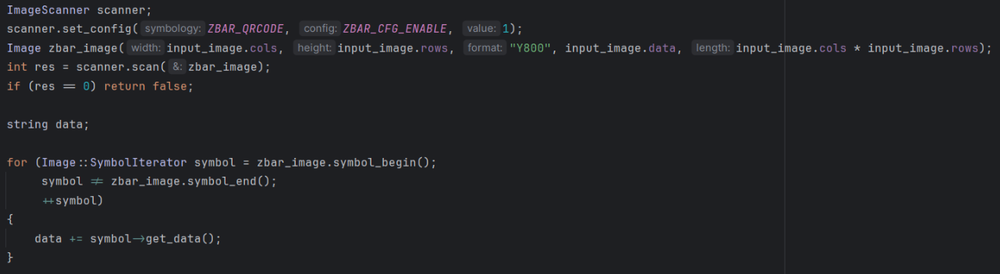 ImageScanner scanner;
scanner.set_config( symbology: ZBAR_QRCODE, config: ZBAR_CFG_ENABLE, value: 1);
Image zbar_image( width: input_image.cols, height: input_image.rows, format: "Y800", input_image.data, length: input_image.cols * input_image.rows);
int res = scanner.scan( &: zbar_image);
if (res == 0) return false;
string data;
for (Image::SymbolIterator symbol = zbar_image.symbol_begin();
symbol != zbar_image.symbol_end();
++symbol)
{
data += symbol->get_data();
}